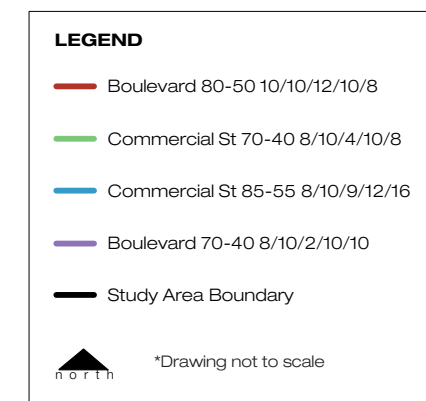 LEGEND
Boulevard 80-50 10/10/12/10/8
Commercial St 70-40 8/10/4/10/8
Commercial St 85-55 8/10/9/12/16
Boulevard 70-40 8/10/2/10/10
Study Area Boundary
*Drawing not to scale
north